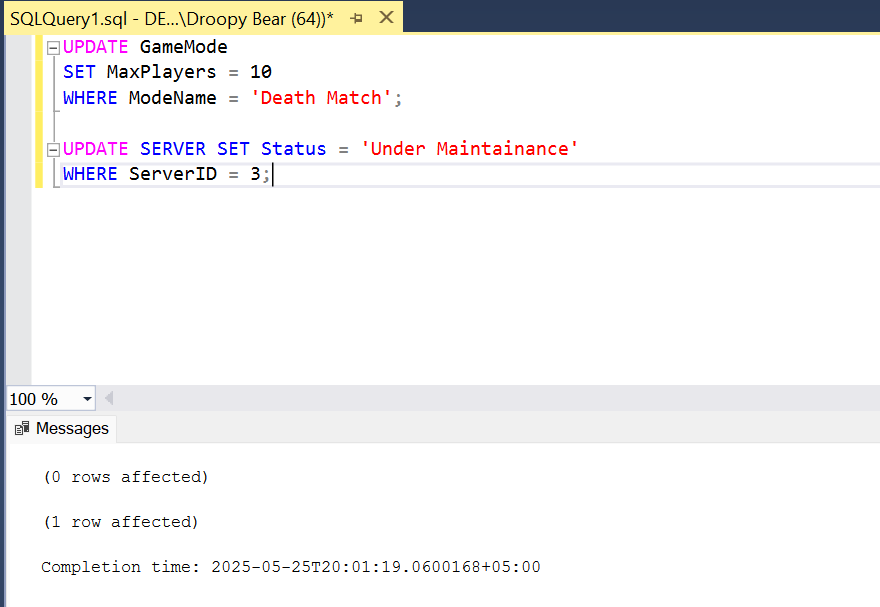 SQLQuery1.sql - DE...\Droopy Bear (64))*
UPDATE GameMode
SET MaxPlayers = 10
WHERE ModeName = 'Death Match';
UPDATE SERVER SET Status = 'Under Maintainance'
WHERE ServerID = 3;
100 %
Messages
(0 rows affected)
(1 row affected)
Completion time: 2025-05-25T20:01:19.0600168+05:00